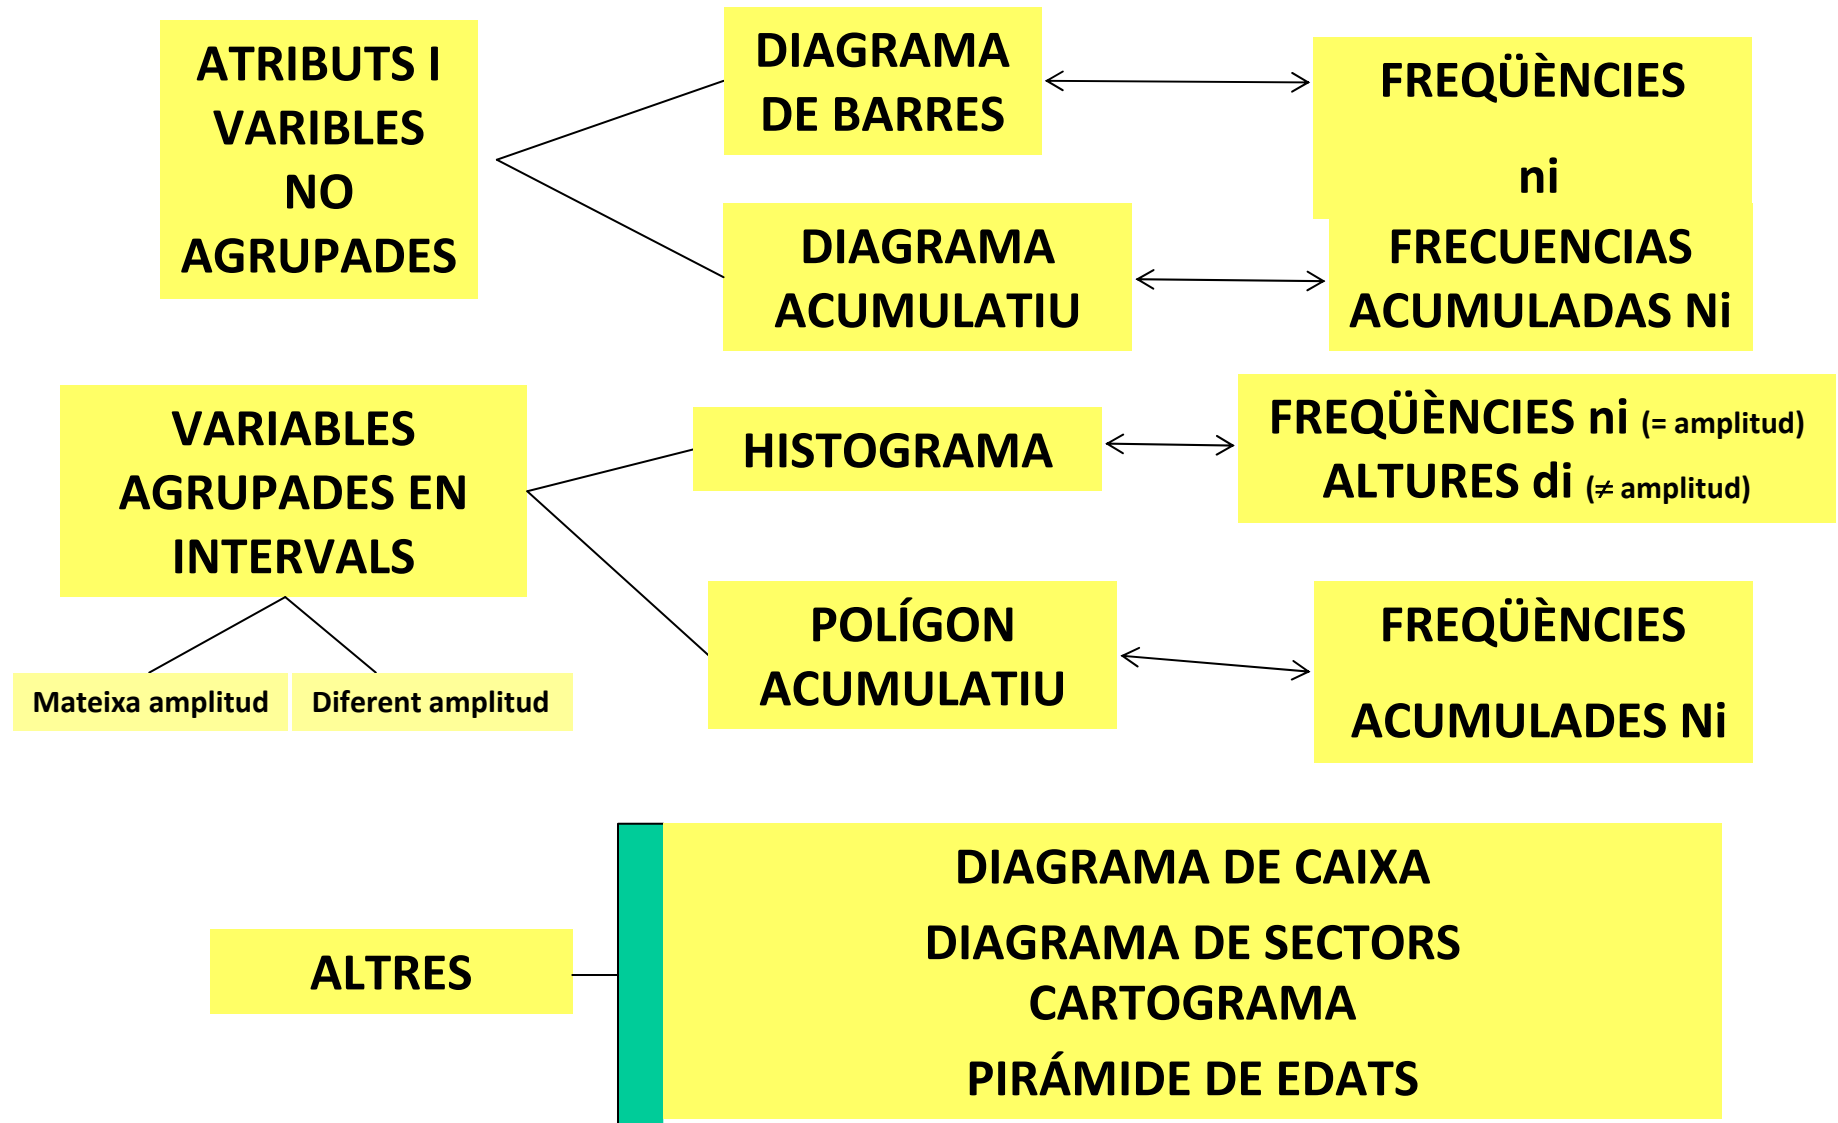 ATRIBUTS I
VARIBLES
NO
AGRUPADES
DIAGRAMA
DE BARRES
FREQÜÈNCIES
ni
DIAGRAMA
ACUMULATIU
FRECUENCIAS
ACUMULADAS Ni
VARIABLES
AGRUPADES EN
INTERVALS
Mateixa amplitud
Diferent amplitud
HISTOGRAMA
FREQÜÈNCIES ni (= amplitud)
ALTURES di (≠ amplitud)
POLÍGON
ACUMULATIU
FREQÜÈNCIES
ACUMULADES Ni
ALTRES
DIAGRAMA DE CAIXA
DIAGRAMA DE SECTORS
CARTOGRAMA
PIRÁMIDE DE EDATS